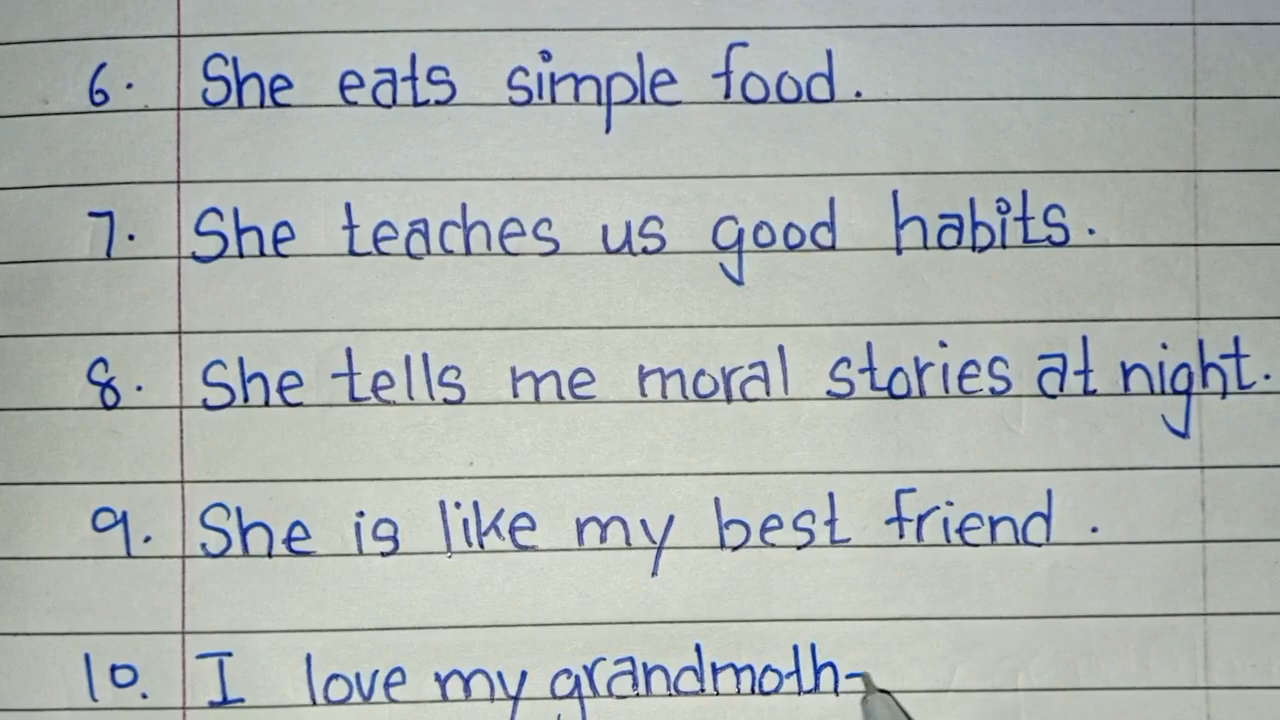 6. She eats simple food.
7. She teaches us good habits.
8. She tells me moral stories at night.
9. She is like my best friend.
10. I love my grandmoth-